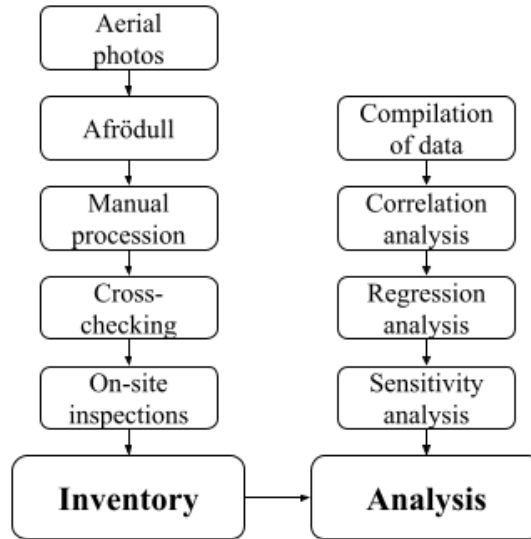 Aerial
photos
Afrödull
Manual
procession
Cross-
checking
On-site
inspections
Inventory
Compilation
of data
Correlation
analysis
Regression
analysis
Sensitivity
analysis
Analysis